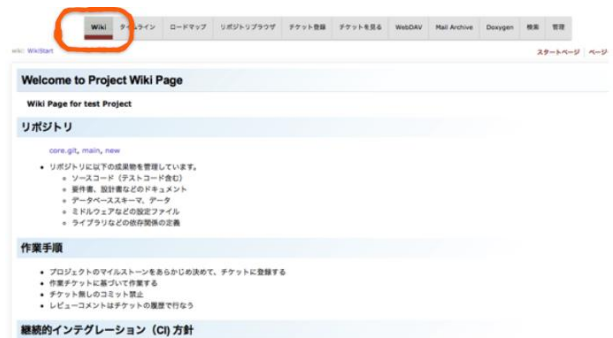 Wiki タイムライン ロードマップ リポジトリブラウザ チケット登録 チケットを見る WebDAV Mail Archive Doxygen 検索 管理
wiki: WikiStart スタートページ ページ
Welcome to Project Wiki Page
Wiki Page for test Project
リポジトリ
core.git, main, new
リポジトリに以下の成果物を管理しています。
ソースコード（テストコード含む）
要件書、設計書などのドキュメント
データベーススキーマ、データ
ミドルウェアなどの設定ファイル
ライブラリなどの依存関係の定義
作業手順
プロジェクトのマイルストーンをあらかじめ決めて、チケットに登録する
作業チケットに基づいて作業する
チケット無しのコミット禁止
レビューコメントはチケットの履歴で行なう
継続的インテグレーション（CI) 方針